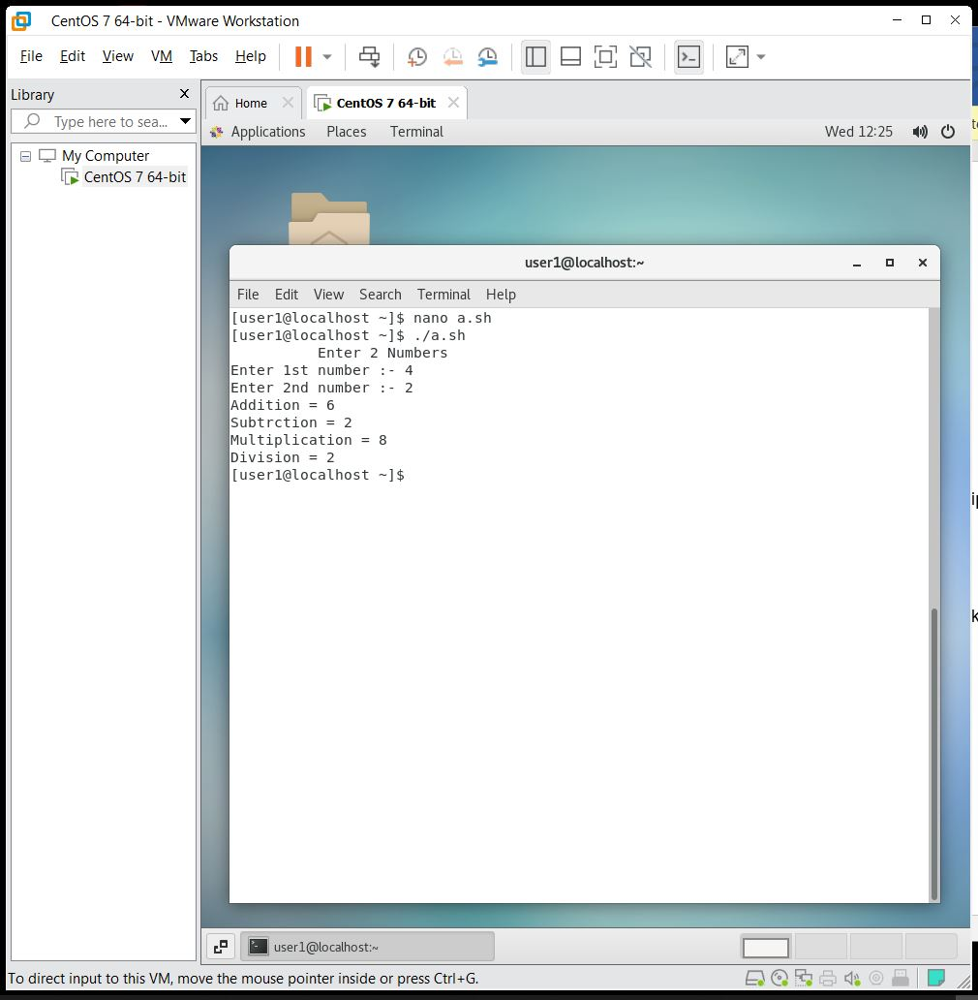 CentOS 7 64-bit - VMware Workstation
File Edit View VM Tabs Help
Library
Type here to sea...
My Computer
CentOS 7 64-bit
Home
CentOS 7 64-bit
Applications Places Terminal Wed 12:25
user1@localhost:~
File Edit View Search Terminal Help
[user1@localhost ~]$ nano a.sh
[user1@localhost ~]$ ./a.sh
Enter 2 Numbers
Enter 1st number :- 4
Enter 2nd number :- 2
Addition = 6
Subtrction = 2
Multiplication = 8
Division = 2
[user1@localhost ~]$
user1@localhost:~
To direct input to this VM, move the mouse pointer inside or press Ctrl+G.